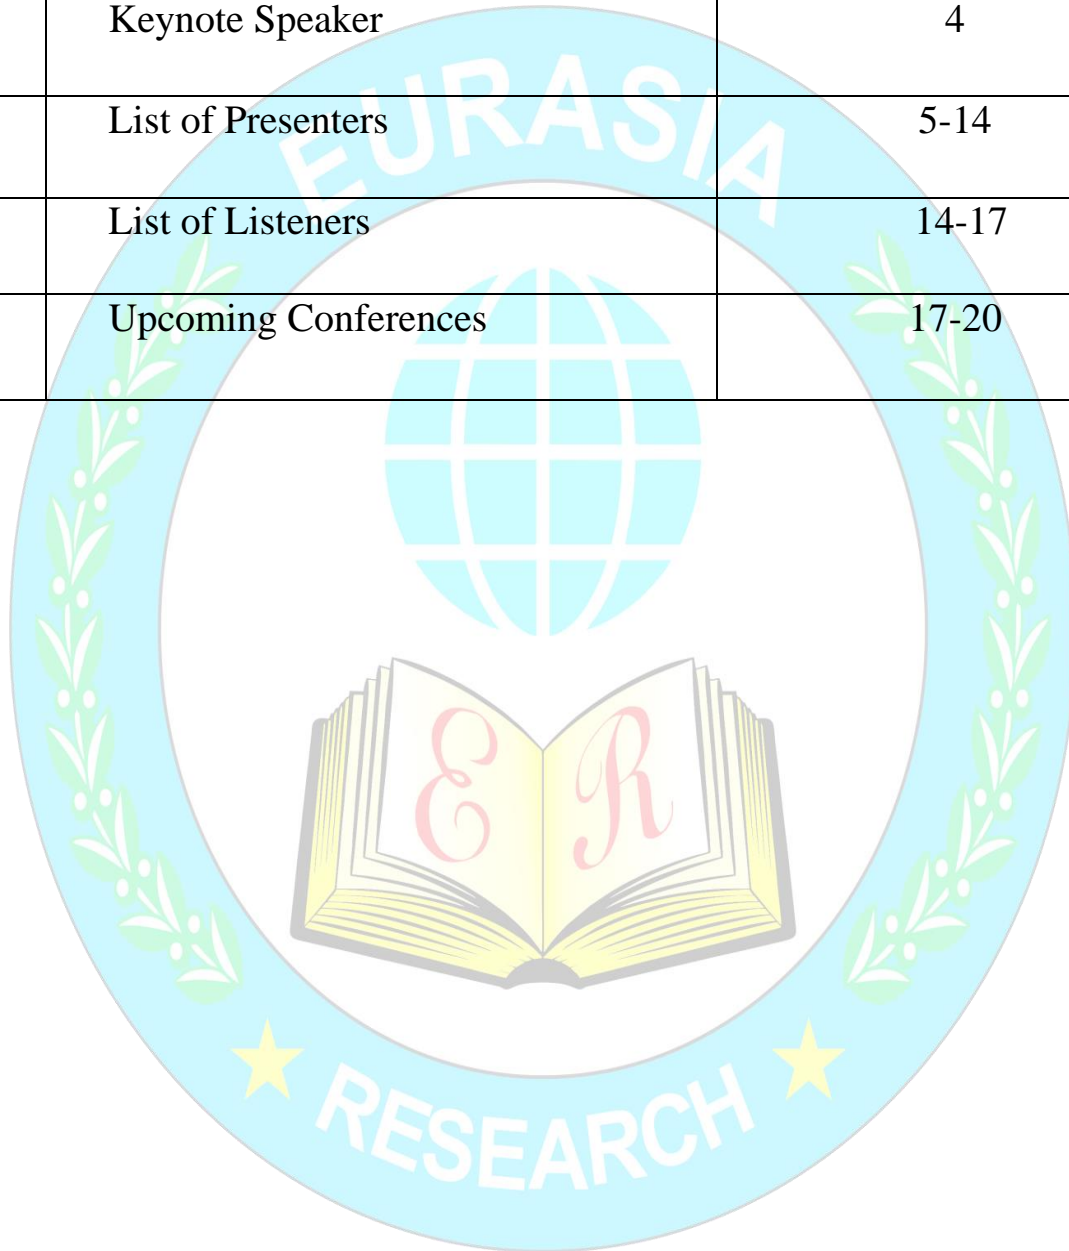 Keynote Speaker 4
List of Presenters 5-14
List of Listeners 14-17
Upcoming Conferences 17-20
EURASIA
E R
RESEARCH